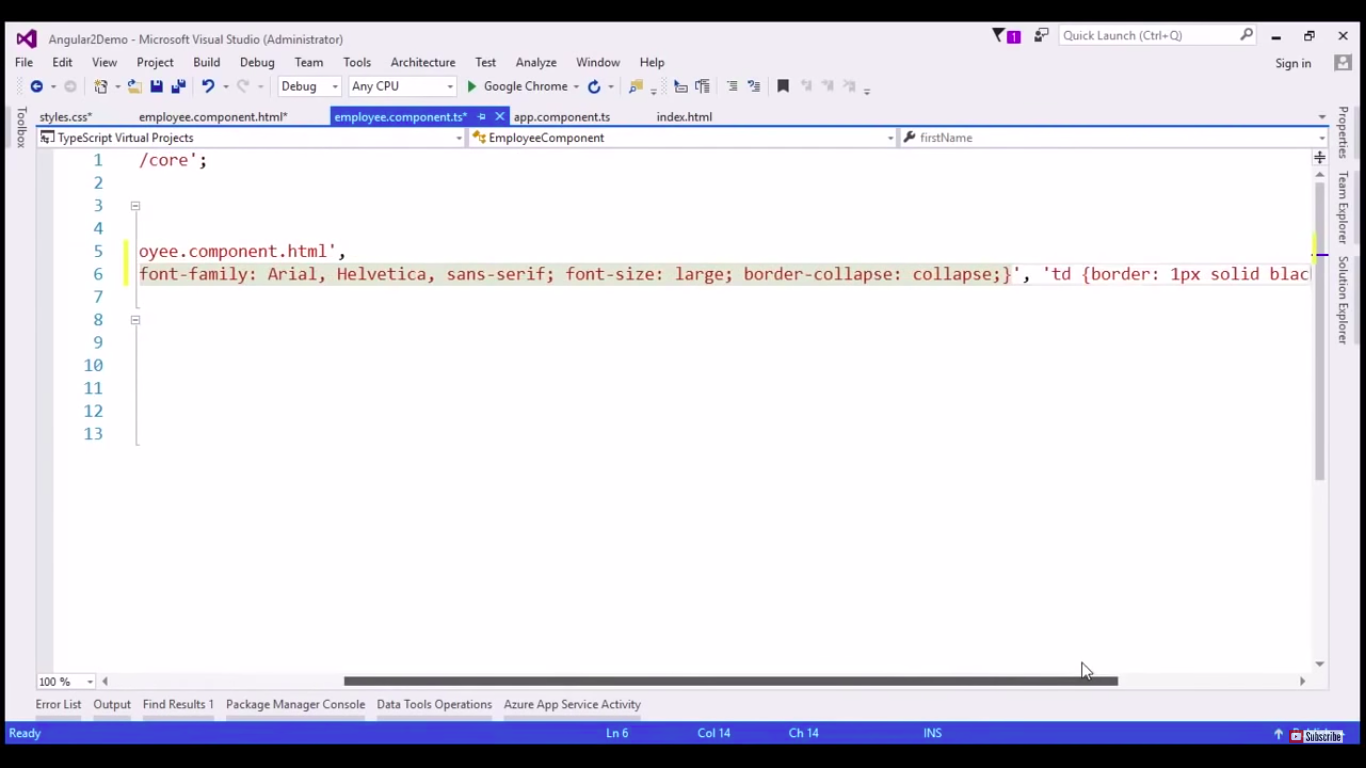 Angular2Demo - Microsoft Visual Studio (Administrator)
1
Quick Launch (Ctrl+Q)
File Edit View Project Build Debug Team Tools Architecture Test Analyze Window Help
Sign in
Debug Any CPU Google Chrome
Toolbox
styles.css* employee.component.html* employee.component.ts* app.component.ts index.html
TypeScript Virtual Projects EmployeeComponent firstName
1 /core';
2
3
4
5 oyee.component.html',
6 font-family: Arial, Helvetica, sans-serif; font-size: large; border-collapse: collapse;}', 'td {border: 1px solid blac
7
8
9
10
11
12
13
Properties
Team Explorer
Solution Explorer
100 %
Error List Output Find Results 1 Package Manager Console Data Tools Operations Azure App Service Activity
Ready Ln 6 Col 14 Ch 14 INS
Subscribe